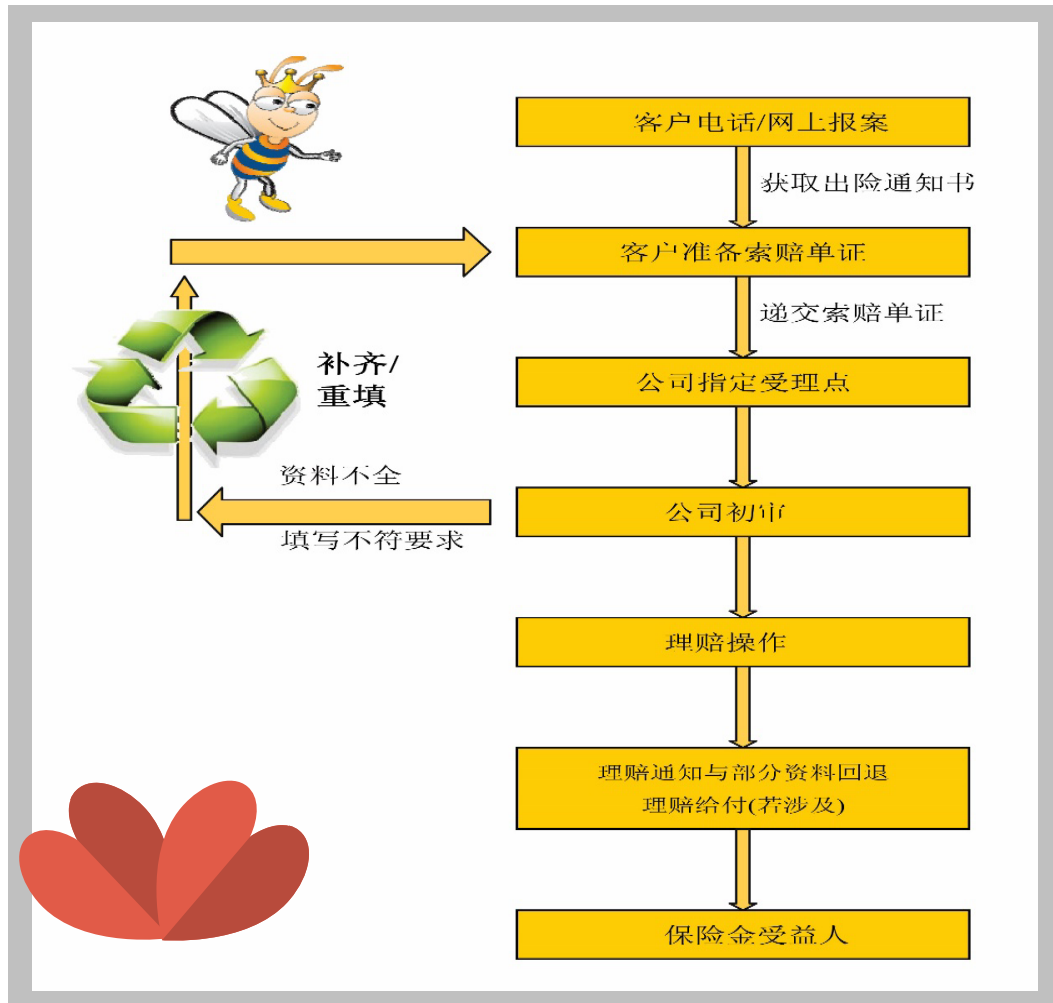 客户电话/网上报案
获取出险通知书
客户准备索赔单证
递交索赔单证
补齐/
重填
公司指定受理点
资料不全
公司初审
填写不符要求
理赔操作
理赔通知与部分资料回退
理赔给付(若涉及)
保险金受益人